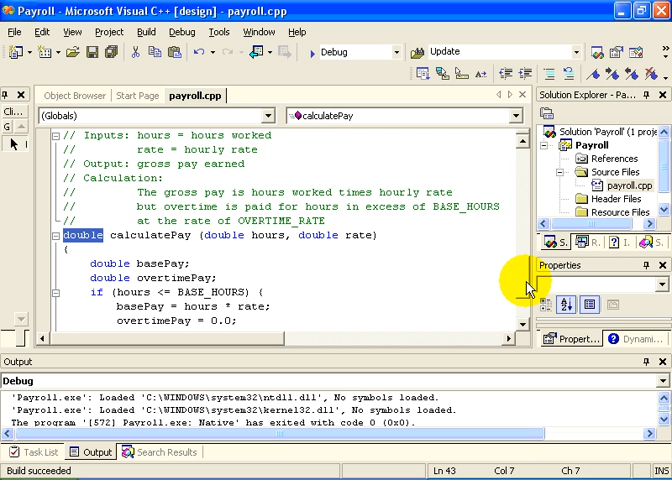 Payroll - Microsoft Visual C++ [design] - payroll.cpp
File Edit View Project Build Debug Tools Window Help
Debug Update
Object Browser Start Page payroll.cpp
Cli...
G
(Globals) calculatePay
// Inputs: hours = hours worked
// rate = hourly rate
// Output: gross pay earned
// Calculation:
// The gross pay is hours worked times hourly rate
// but overtime is paid for hours in excess of BASE_HOURS
// at the rate of OVERTIME_RATE
double calculatePay (double hours, double rate)
{
double basePay;
double overtimePay;
if (hours <= BASE_HOURS) {
basePay = hours * rate;
overtimePay = 0.0;
Solution Explorer - Pa...
Solution 'Payroll' (1 proje
Payroll
References
Source Files
payroll.cpp
Header Files
Resource Files
S. R. I. S.
Properties
Propert... Dynami...
Output
Debug
'Payroll.exe': Loaded 'C:\WINDOWS\system32\ntdll.dll', No symbols loaded.
'Payroll.exe': Loaded 'C:\WINDOWS\system32\kernel32.dll', No symbols loaded.
The program '[572] Payroll.exe: Native' has exited with code 0 (0x0).
Task List Output Search Results
Build succeeded Ln 43 Col 7 Ch 7 INS